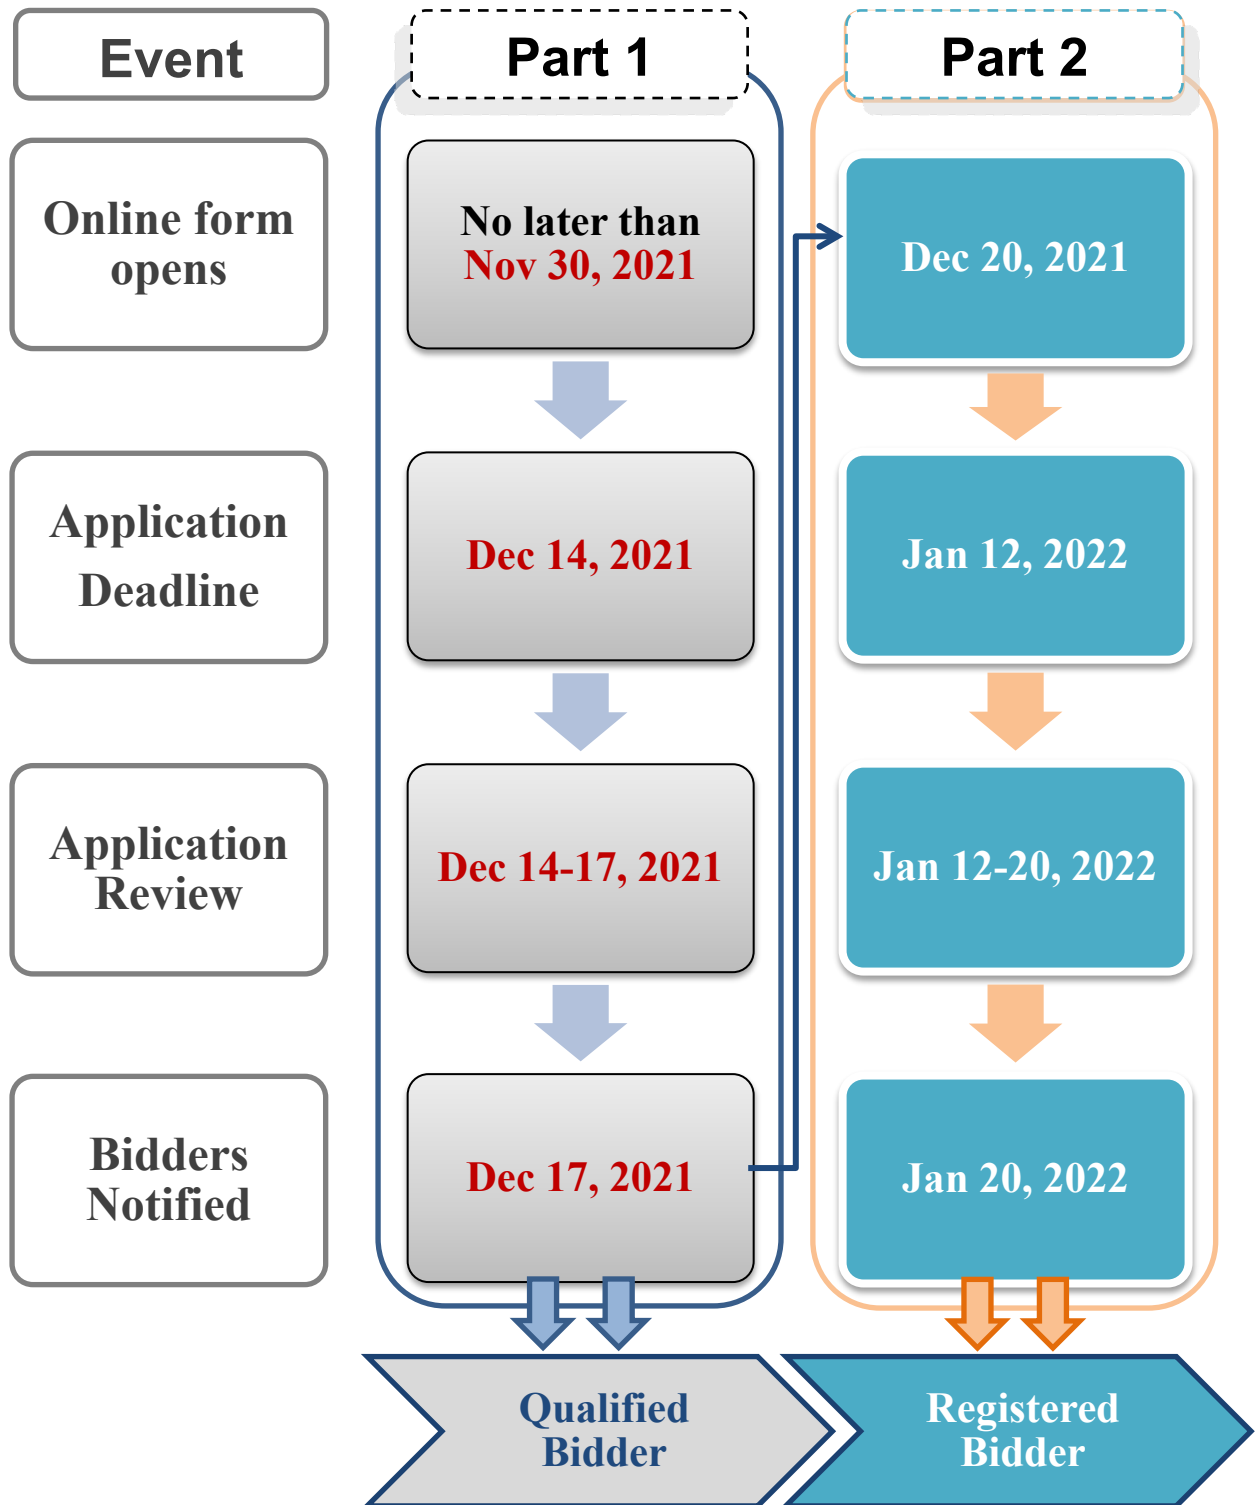 Event
Part 1
Part 2
Online form
opens
No later than
Nov 30, 2021
Dec 20, 2021
Application
Deadline
Dec 14, 2021
Jan 12, 2022
Application
Review
Dec 14-17, 2021
Jan 12-20, 2022
Bidders
Notified
Dec 17, 2021
Jan 20, 2022
Qualified
Bidder
Registered
Bidder